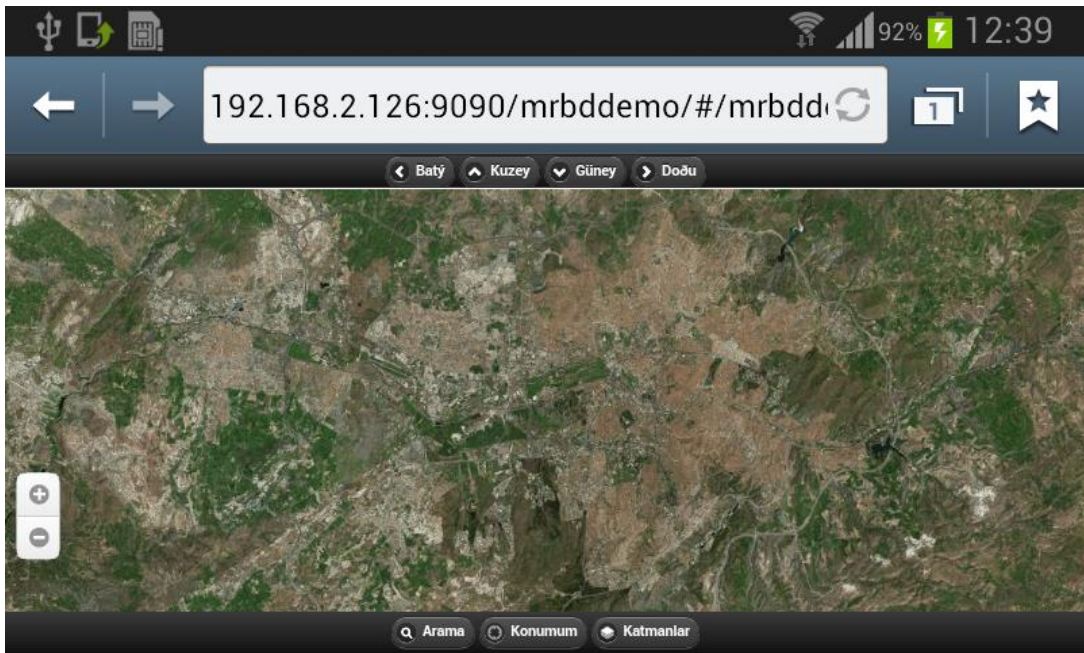 92% 12:39
192.168.2.126:9090/mrbddemo/#/mrbdd 1
Batý Kuzey Güney Doðu
Arama Konumum Katmanlar